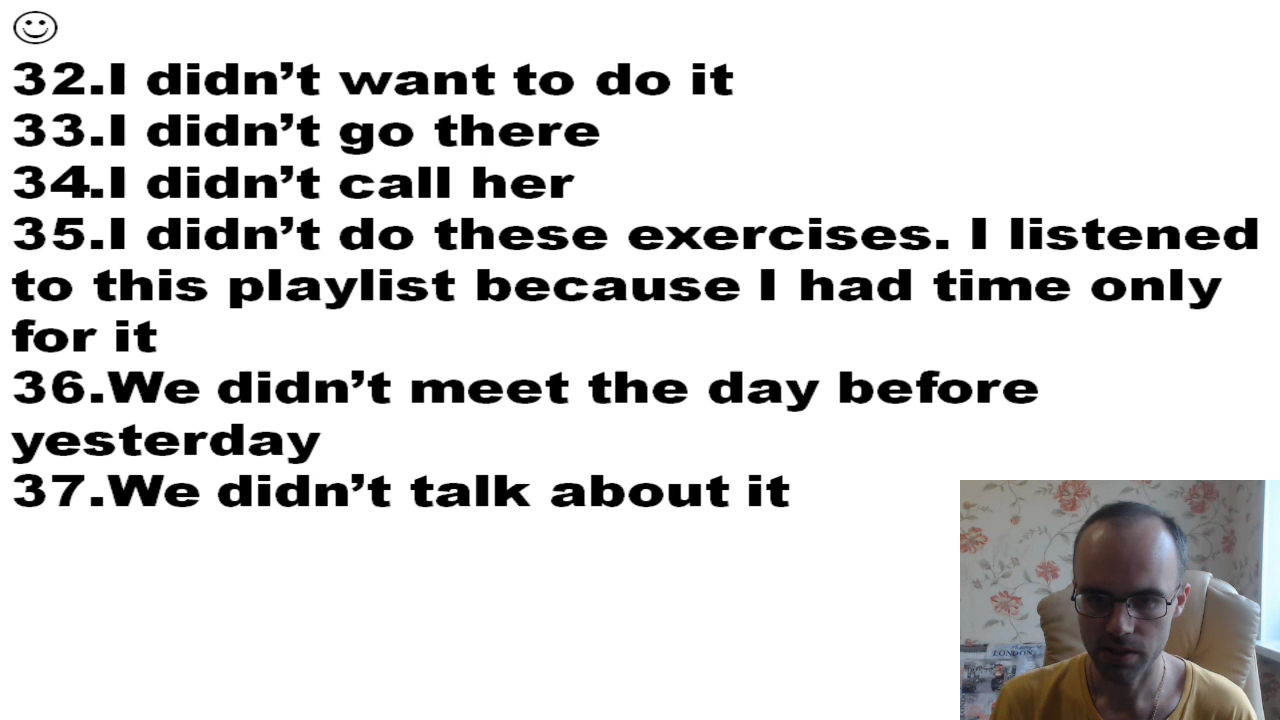 32.I didn’t want to do it
33.I didn’t go there
34.I didn’t call her
35.I didn’t do these exercises. I listened
to this playlist because I had time only
for it
36.We didn’t meet the day before
yesterday
37.We didn’t talk about it
LONDON